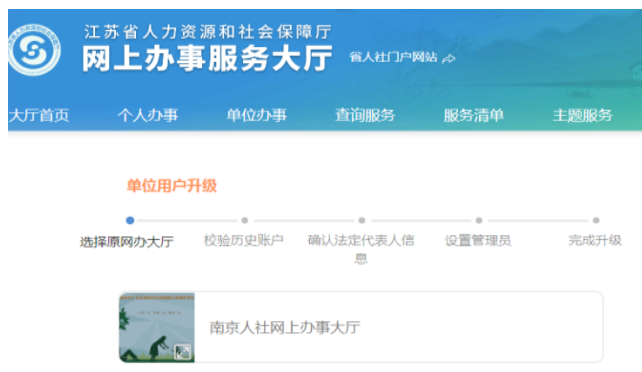 江苏省人力资源和社会保障厅
网上办事服务大厅 省人社门户网站
大厅首页 个人办事 单位办事 查询服务 服务清单 主题服务
单位用户升级
选择原网办大厅 校验历史账户 确认法定代表人信息 设置管理员 完成升级
南京人社网上办事大厅